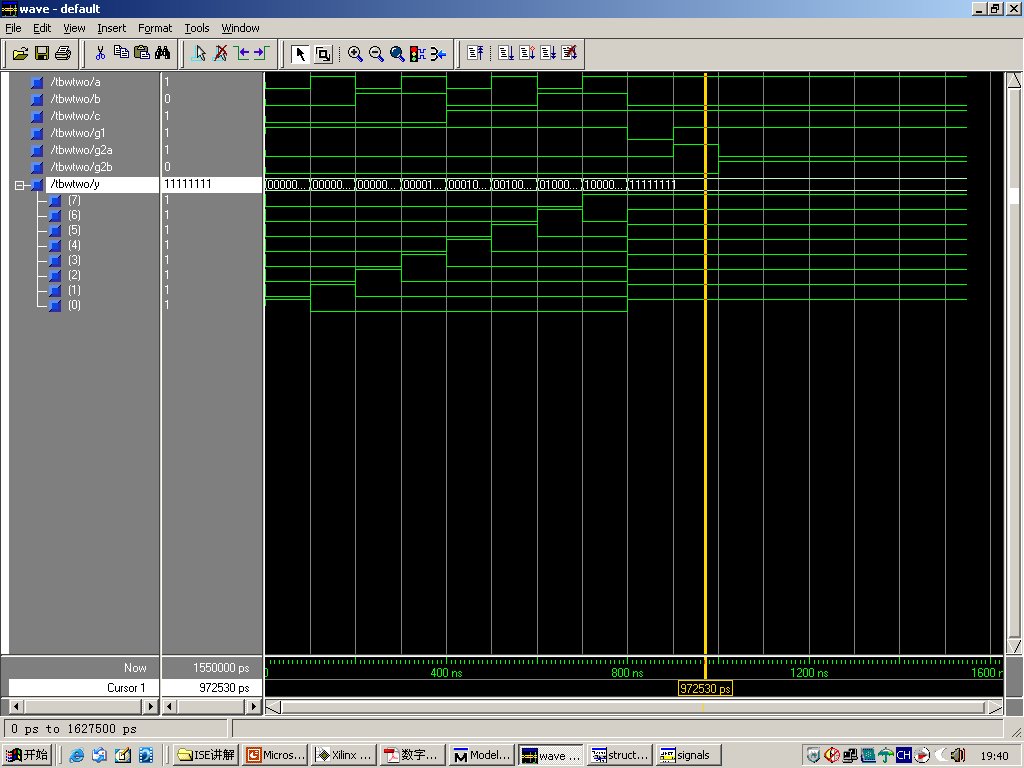 wave - default
File Edit View Insert Format Tools Window
/tbwtwo/a 1
/tbwtwo/b 0
/tbwtwo/c 1
/tbwtwo/g1 1
/tbwtwo/g2a 1
/tbwtwo/g2b 0
/tbwtwo/y 11111111 00000... 00000... 00000... 00001... 00010... 00100... 01000... 10000... 11111111
(7) 1
(6) 1
(5) 1
(4) 1
(3) 1
(2) 1
(1) 1
(0) 1
Now 1550000 ps 0 400 ns 800 ns 1200 ns 1600 n
Cursor 1 972530 ps 972530 ps
0 ps to 1627500 ps
开始 ISE讲解 Micros... Xilinx ... 数字... Model... wave ... struct... signals CH 19:40